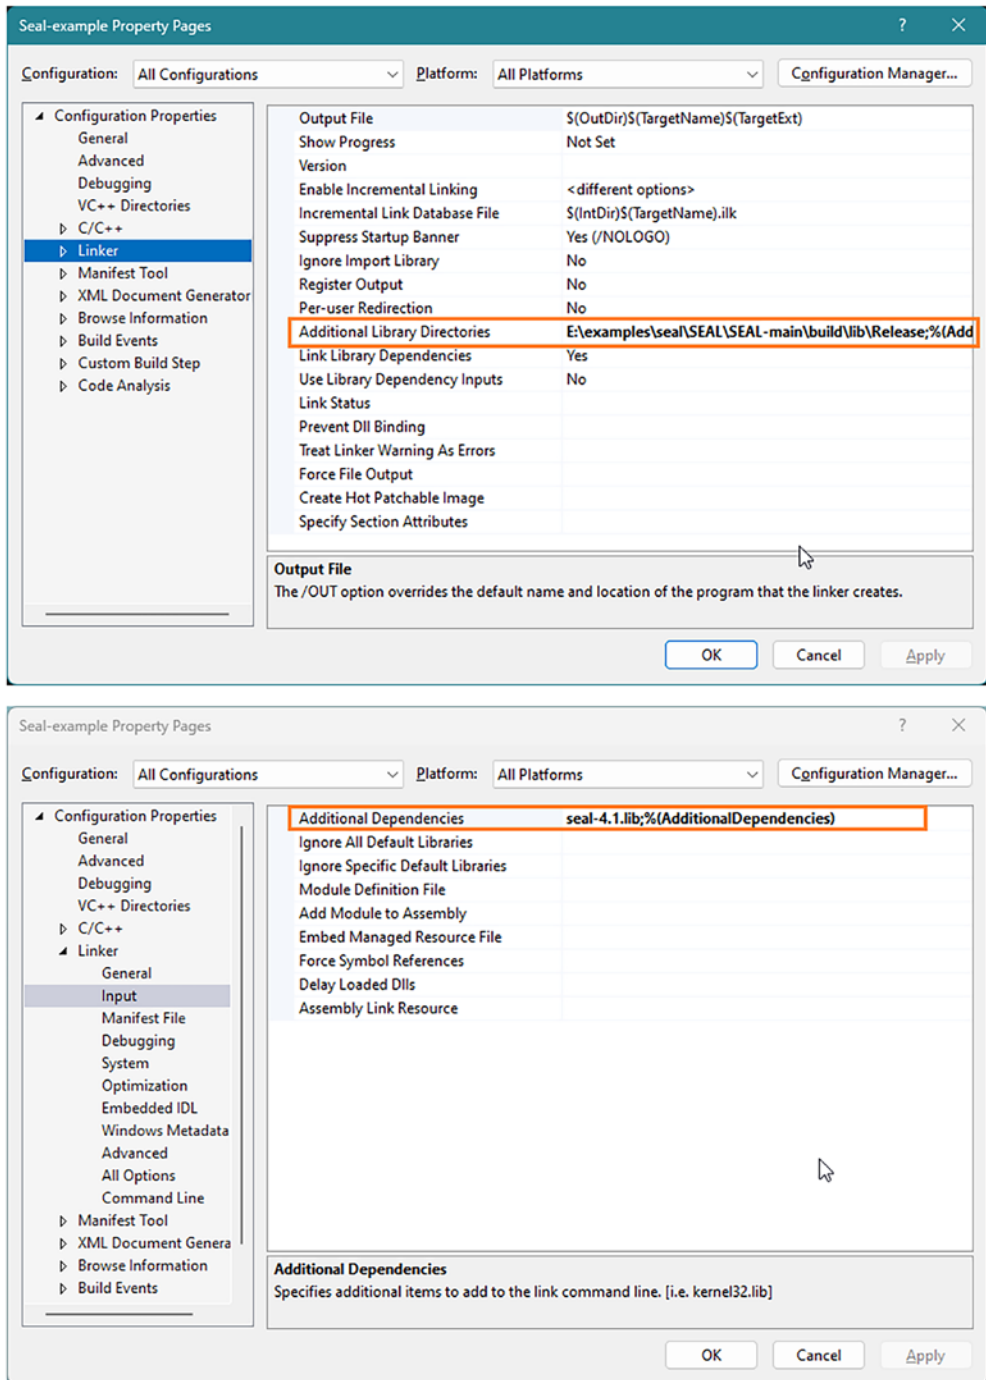 Seal-example Property Pages ? ×
Configuration: All Configurations Platform: All Platforms Configuration Manager...
Configuration Properties
General
Advanced
Debugging
VC++ Directories
C/C++
Linker
Manifest Tool
XML Document Generator
Browse Information
Build Events
Custom Build Step
Code Analysis
Output File $(OutDir)$(TargetName)$(TargetExt)
Show Progress Not Set
Version
Enable Incremental Linking <different options>
Incremental Link Database File $(IntDir)$(TargetName).ilk
Suppress Startup Banner Yes (/NOLOGO)
Ignore Import Library No
Register Output No
Per-user Redirection No
Additional Library Directories E:\examples\seal\SEAL\SEAL-main\build\lib\Release;%(Add
Link Library Dependencies Yes
Use Library Dependency Inputs No
Link Status
Prevent Dll Binding
Treat Linker Warning As Errors
Force File Output
Create Hot Patchable Image
Specify Section Attributes
Output File
The /OUT option overrides the default name and location of the program that the linker creates.
OK Cancel Apply
Seal-example Property Pages ? ×
Configuration: All Configurations Platform: All Platforms Configuration Manager...
Configuration Properties
General
Advanced
Debugging
VC++ Directories
C/C++
Linker
General
Input
Manifest File
Debugging
System
Optimization
Embedded IDL
Windows Metadata
Advanced
All Options
Command Line
Manifest Tool
XML Document Genera
Browse Information
Build Events
Additional Dependencies seal-4.1.lib;%(AdditionalDependencies)
Ignore All Default Libraries
Ignore Specific Default Libraries
Module Definition File
Add Module to Assembly
Embed Managed Resource File
Force Symbol References
Delay Loaded Dlls
Assembly Link Resource
Additional Dependencies
Specifies additional items to add to the link command line. [i.e. kernel32.lib]
OK Cancel Apply